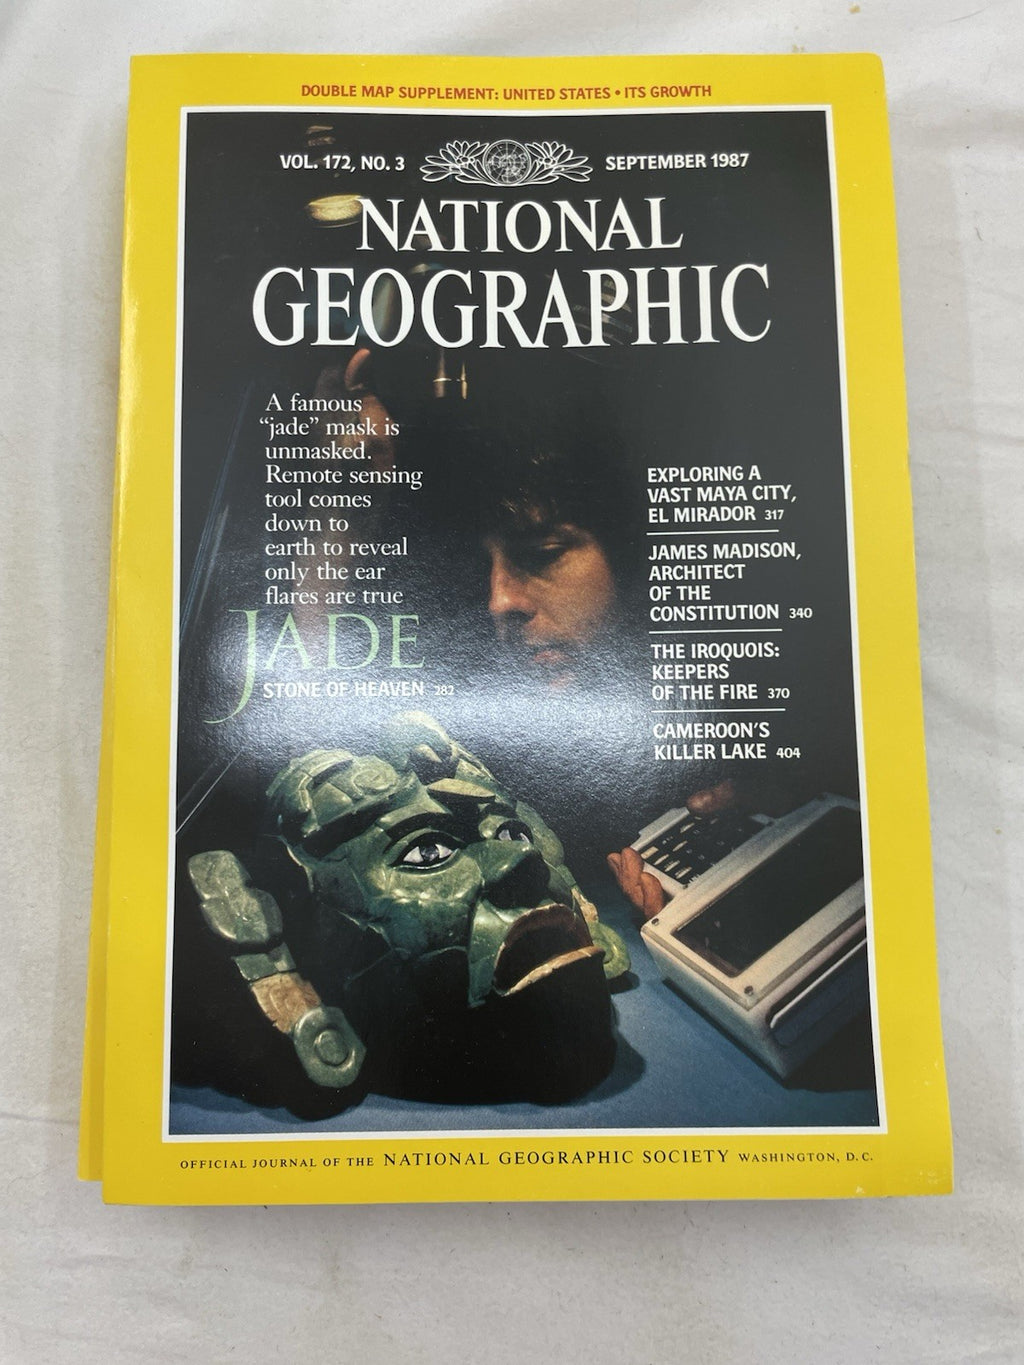 DOUBLE MAP SUPPLEMENT: UNITED STATES • ITS GROWTH
VOL. 172, NO. 3
SEPTEMBER 1987
NATIONAL
GEOGRAPHIC
A famous
“jade” mask is
unmasked.
Remote sensing
tool comes
down to
earth to reveal
only the ear
flares are true
JADE
STONE OF HEAVEN 282
EXPLORING A
VAST MAYA CITY,
EL MIRADOR 317
JAMES MADISON,
ARCHITECT
OF THE
CONSTITUTION 340
THE IROQUOIS:
KEEPERS
OF THE FIRE 370
CAMEROON'S
KILLER LAKE 404
OFFICIAL JOURNAL OF THE NATIONAL GEOGRAPHIC SOCIETY WASHINGTON, D.C.